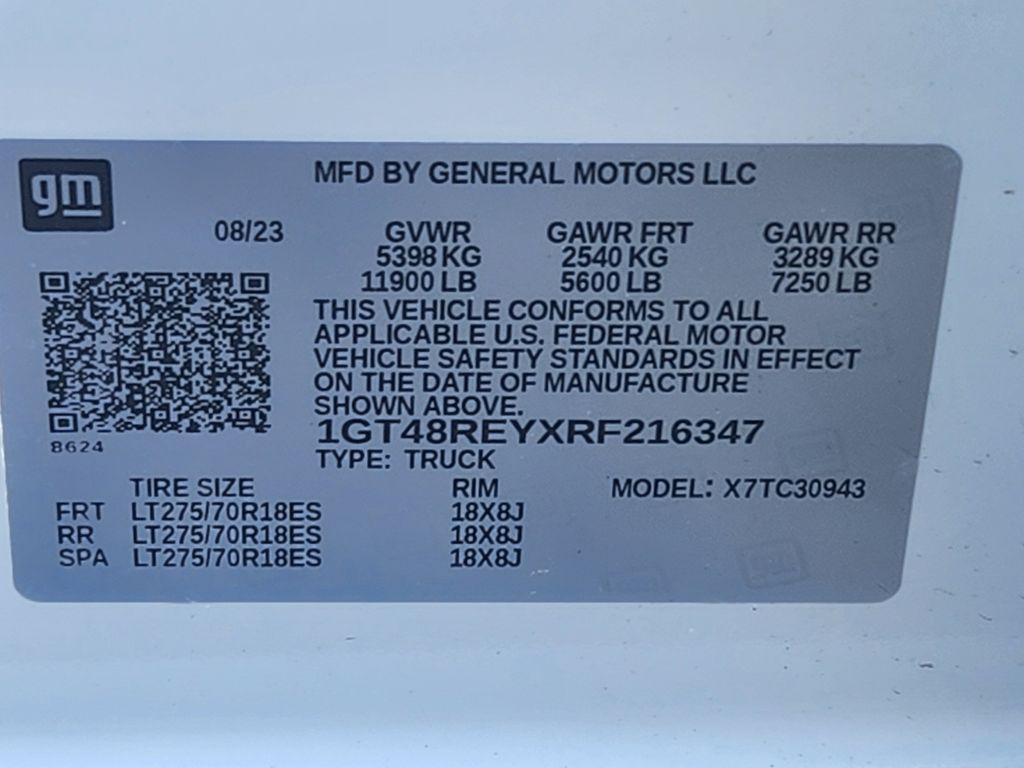 gm
MFD BY GENERAL MOTORS LLC
08/23 GVWR GAWR FRT GAWR RR
5398 KG 2540 KG 3289 KG
11900 LB 5600 LB 7250 LB
THIS VEHICLE CONFORMS TO ALL
APPLICABLE U.S. FEDERAL MOTOR
VEHICLE SAFETY STANDARDS IN EFFECT
ON THE DATE OF MANUFACTURE
SHOWN ABOVE.
1GT48REYXRF216347
8624
TYPE: TRUCK
TIRE SIZE RIM MODEL: X7TC30943
FRT LT275/70R18ES 18X8J
RR LT275/70R18ES 18X8J
SPA LT275/70R18ES 18X8J
gm